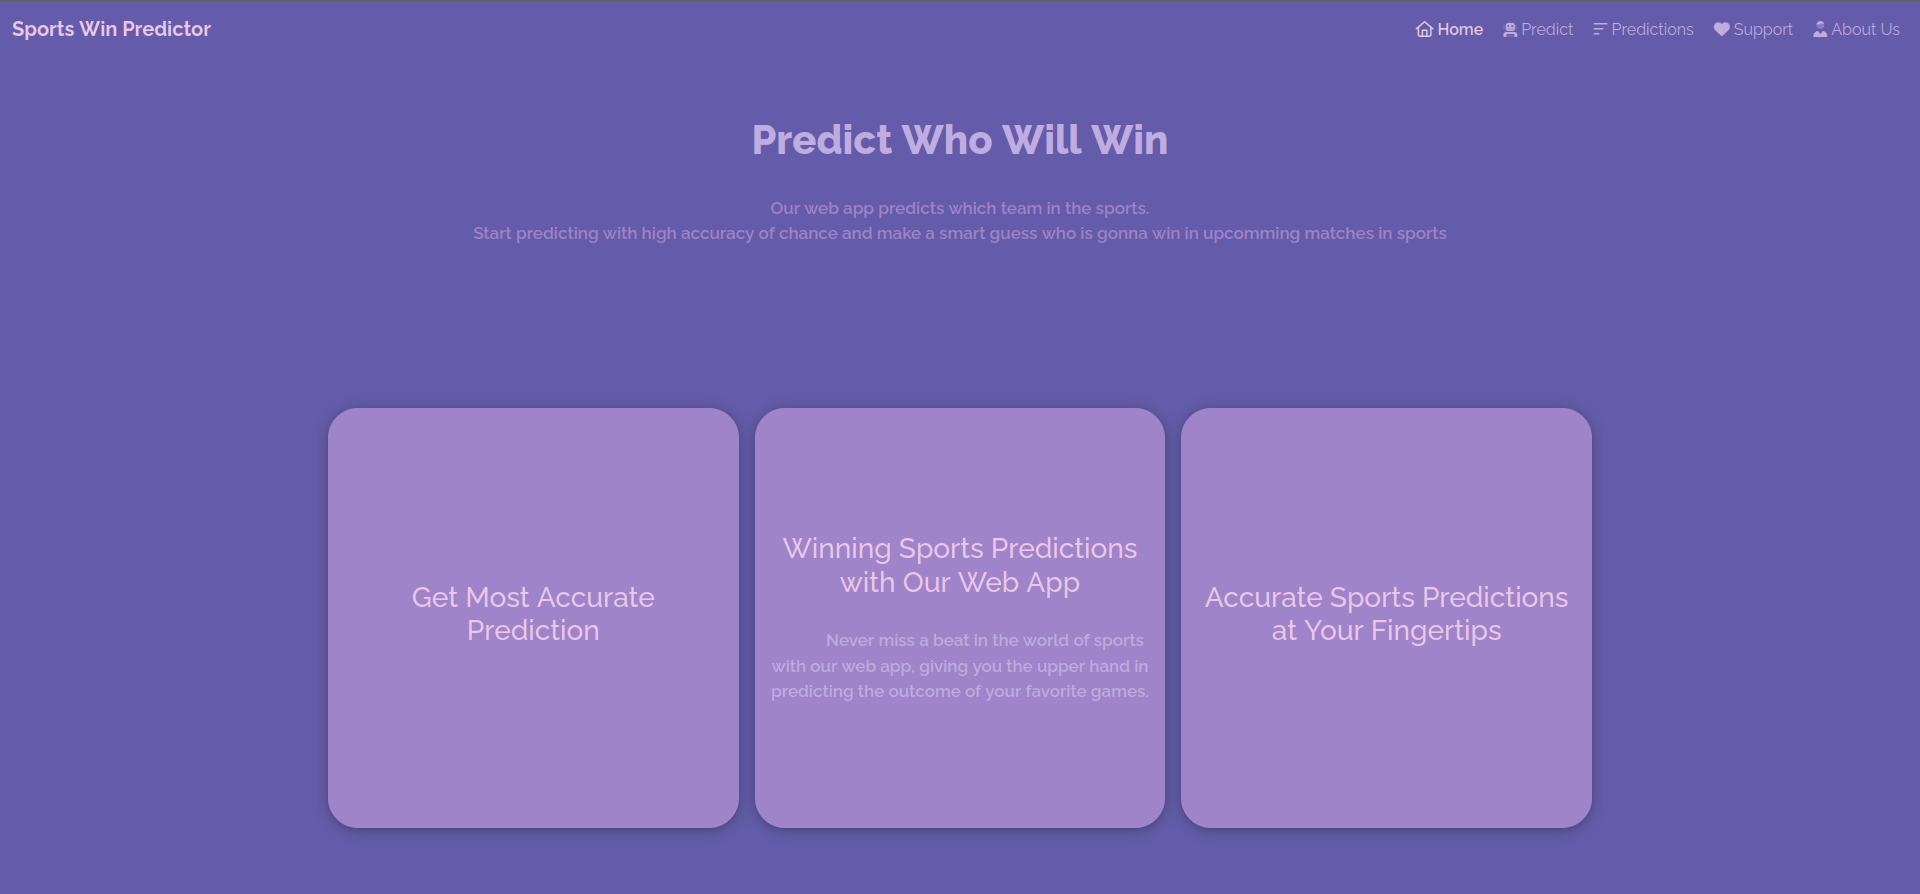 Sports Win Predictor
Home Predict Predictions Support About Us
Predict Who Will Win
Our web app predicts which team in the sports.
Start predicting with high accuracy of chance and make a smart guess who is gonna win in upcomming matches in sports
Get Most Accurate
Prediction
Winning Sports Predictions
with Our Web App
Never miss a beat in the world of sports
with our web app, giving you the upper hand in
predicting the outcome of your favorite games.
Accurate Sports Predictions
at Your Fingertips